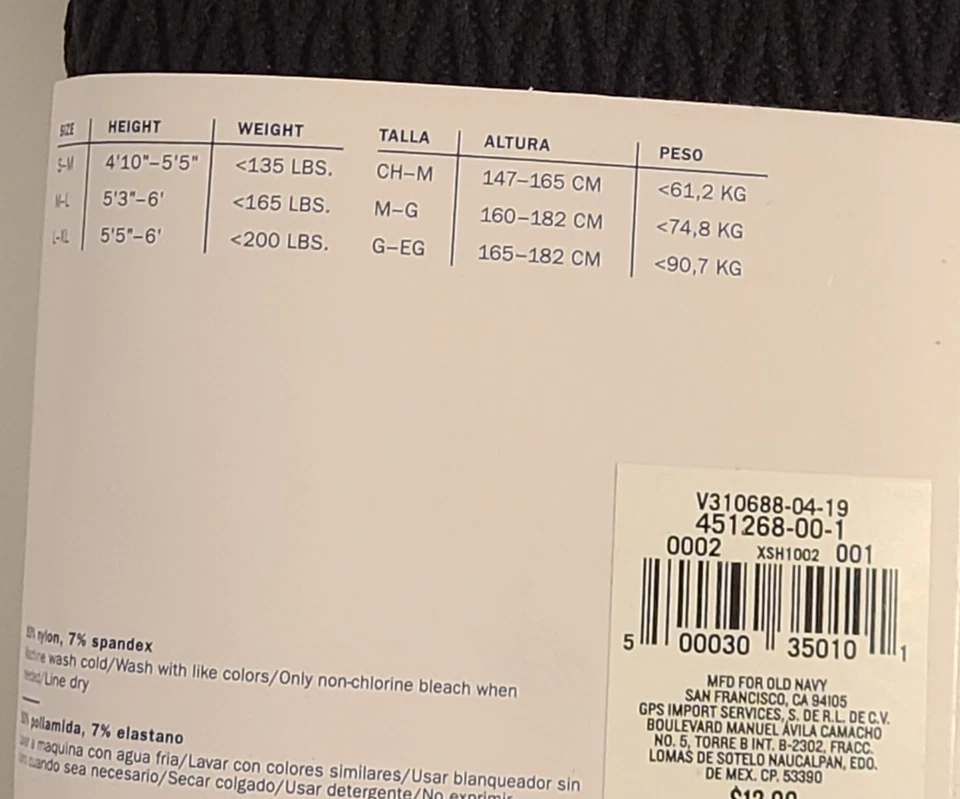 SIZE HEIGHT WEIGHT
S–M 4'10"–5'5" <135 LBS.
M–L 5'3"–6' <165 LBS.
L–XL 5'5"–6' <200 LBS.
TALLA ALTURA PESO
CH–M 147–165 CM <61,2 KG
M–G 160–182 CM <74,8 KG
G–EG 165–182 CM <90,7 KG
nylon, 7% spandex
wash cold/Wash with like colors/Only non-chlorine bleach when
needed/Line dry
poliamida, 7% elastano
a maquina con agua fria/Lavar con colores similares/Usar blanqueador sin
cuando sea necesario/Secar colgado/Usar detergente/No exprimir
V310688-04-19
451268-00-1
0002 XSH1002 001
5 00030 35010 1
MFD FOR OLD NAVY
SAN FRANCISCO, CA 94105
GPS IMPORT SERVICES, S. DE R.L. DE C.V.
BOULEVARD MANUEL ÁVILA CAMACHO
NO. 5, TORRE B INT. B-2302, FRACC.
LOMAS DE SOTELO NAUCALPAN, EDO.
DE MEX. CP. 53390